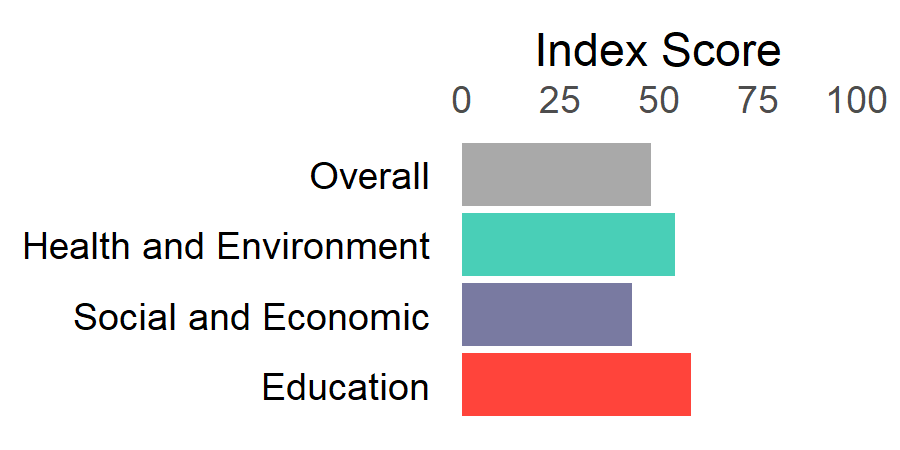 Index Score
0 25 50 75 100
Overall
Health and Environment
Social and Economic
Education